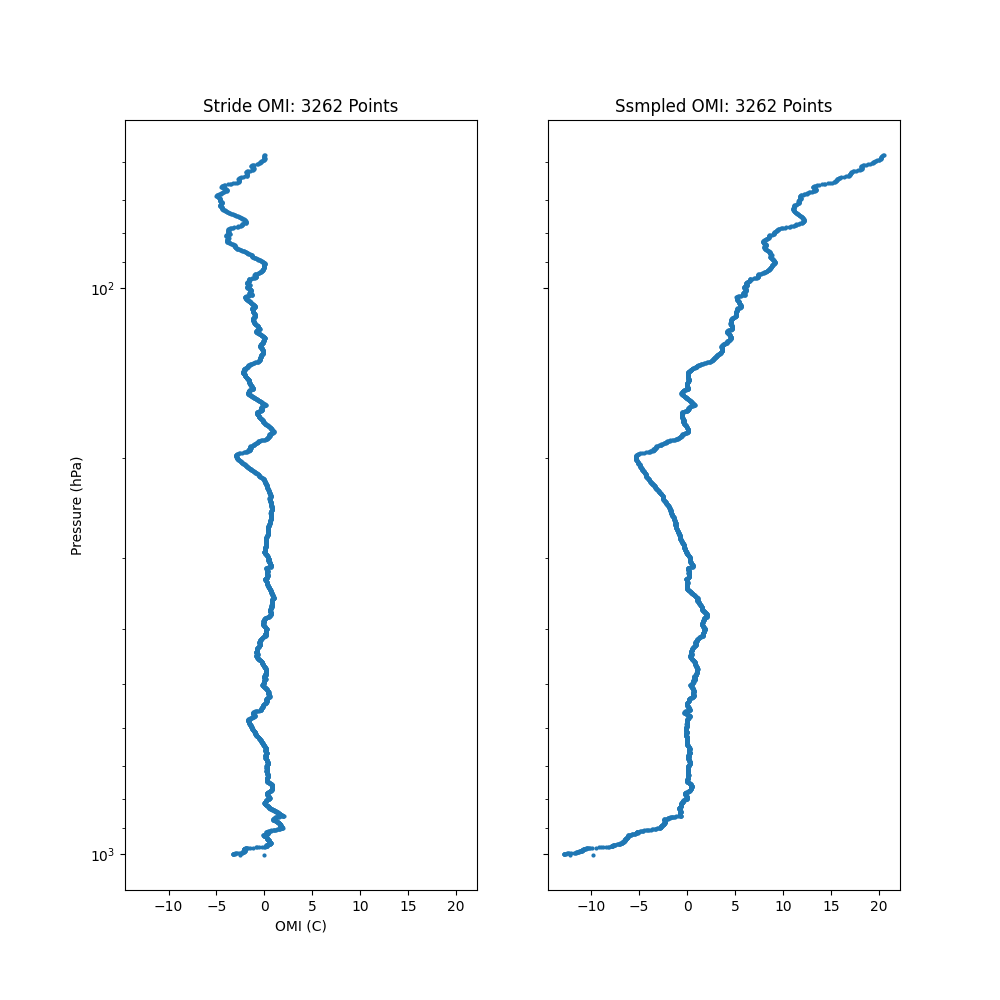 Stride OMI: 3262 Points
Ssmpled OMI: 3262 Points
Pressure (hPa)
10²
10³
−10 −5 0 5 10 15 20
−10 −5 0 5 10 15 20
OMI (C)